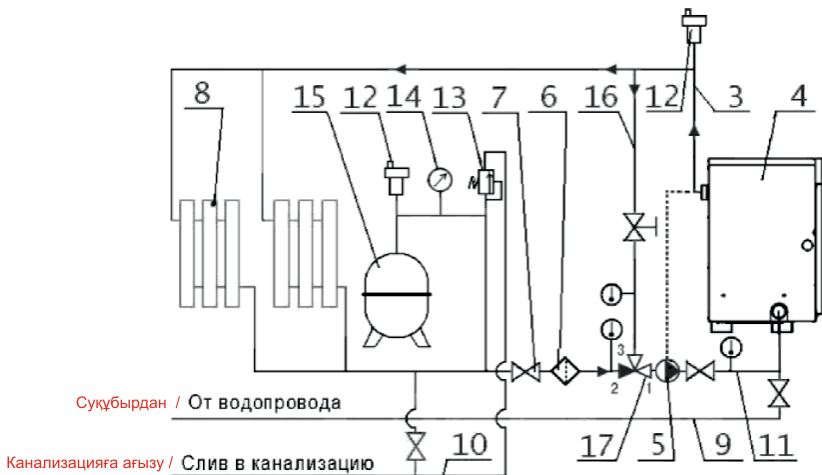 8 15 12 14 13 7 6 16 12 3 4
3
2 1
Суқұбырдан / От водопровода
Канализацияға ағызу / Слив в канализацию
10 17 5 9 11